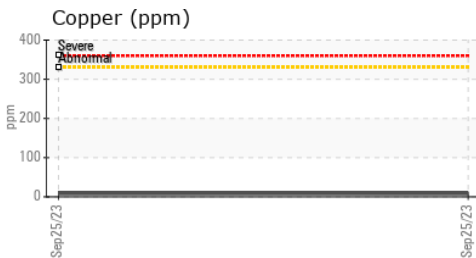 Copper (ppm)
400
Severe
Abnormal
300
ppm
200
100
0
Sep25/23
Sep25/23